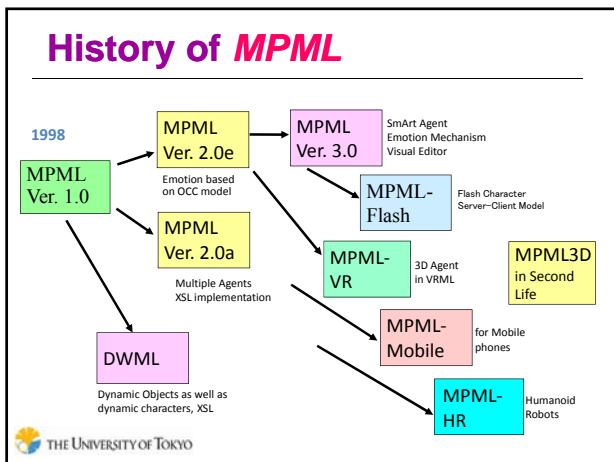 History of MPML
1998
MPML
Ver. 1.0
MPML
Ver. 2.0e
Emotion based
on OCC model
MPML
Ver. 3.0
SmArt Agent
Emotion Mechanism
Visual Editor
MPML-
Flash
Flash Character
Server-Client Model
MPML
Ver. 2.0a
Multiple Agents
XSL implementation
MPML-
VR
3D Agent
in VRML
MPML3D
in Second
Life
MPML-
Mobile
for Mobile
phones
DWML
Dynamic Objects as well as
dynamic characters, XSL
MPML-
HR
Humanoid
Robots
THE UNIVERSITY OF TOKYO